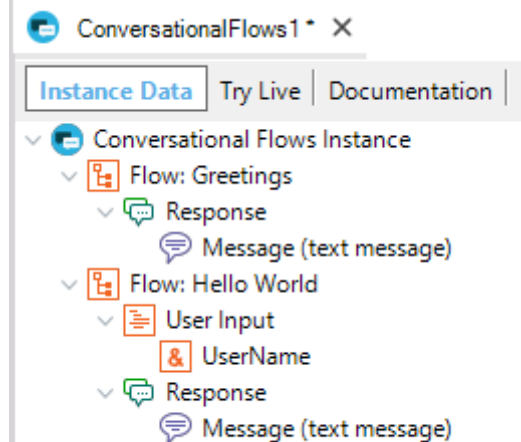 ConversationalFlows1*
Instance Data Try Live Documentation
Conversational Flows Instance
Flow: Greetings
Response
Message (text message)
Flow: Hello World
User Input
& UserName
Response
Message (text message)